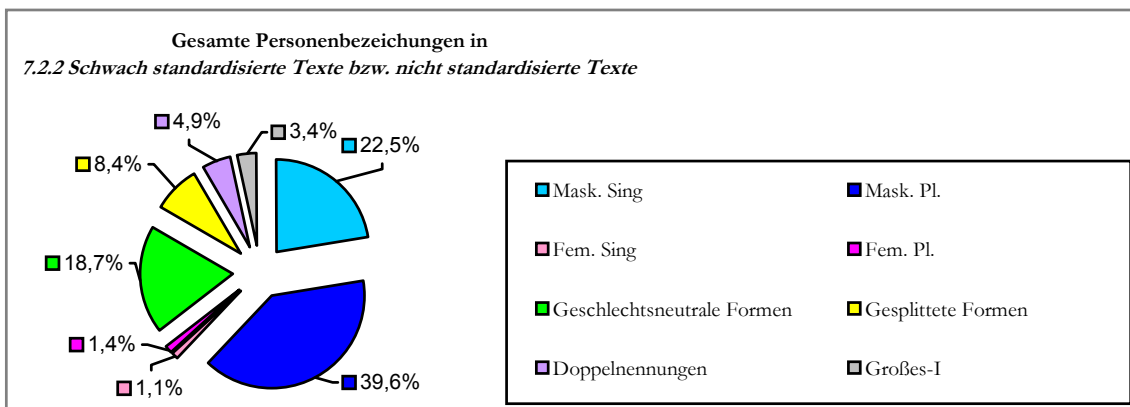 Gesamte Personenbezeichungen in
7.2.2 Schwach standardisierte Texte bzw. nicht standardisierte Texte
4,9%
3,4%
22,5%
8,4%
18,7%
1,4%
1,1%
39,6%
Mask. Sing
Mask. Pl.
Fem. Sing
Fem. Pl.
Geschlechtsneutrale Formen
Gesplittete Formen
Doppelnennungen
Großes-I